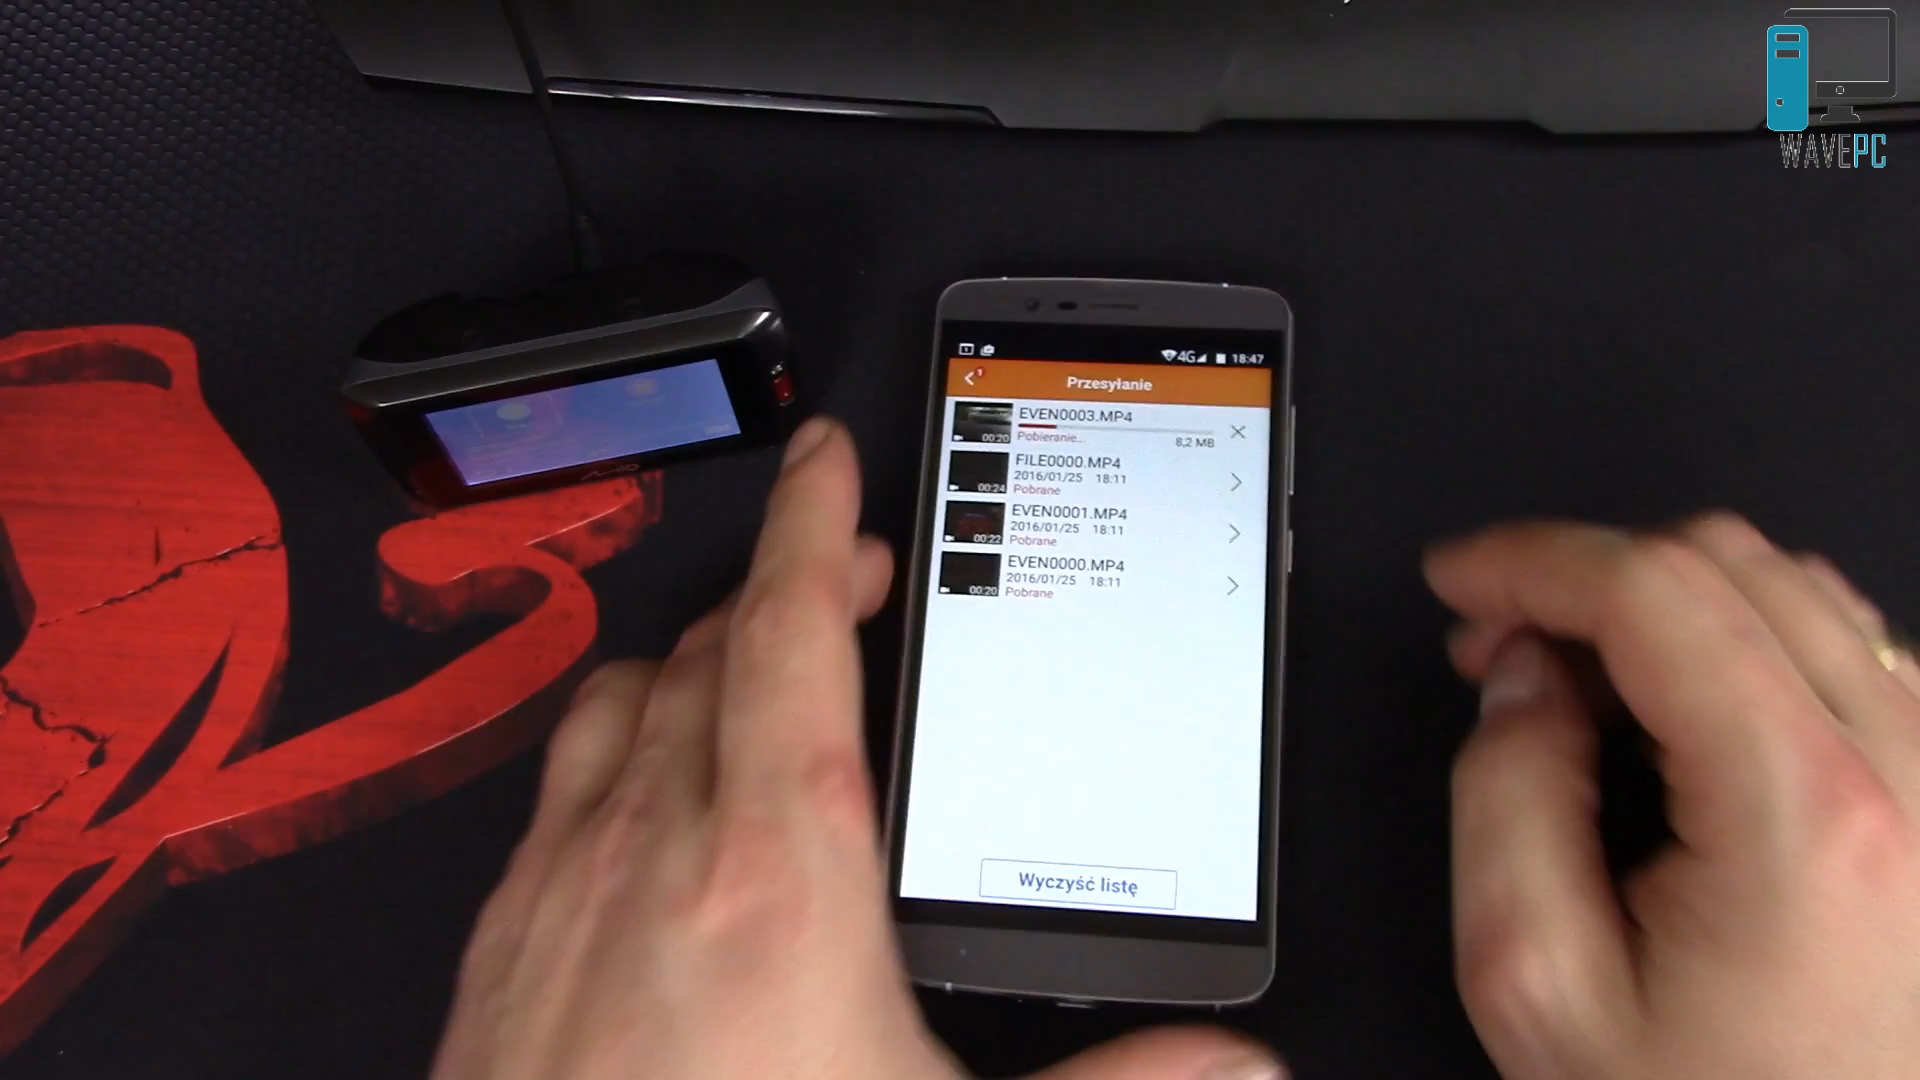 WAVEPC
4G 18:47
1
Przesyłanie
EVEN0003.MP4
00:20
Pobieranie...
8,2 MB
FILE0000.MP4
2016/01/25 18:11
00:24
Pobrane
EVEN0001.MP4
2016/01/25 18:11
00:22
Pobrane
EVEN0000.MP4
2016/01/25 18:11
00:20
Pobrane
Wyczyść listę